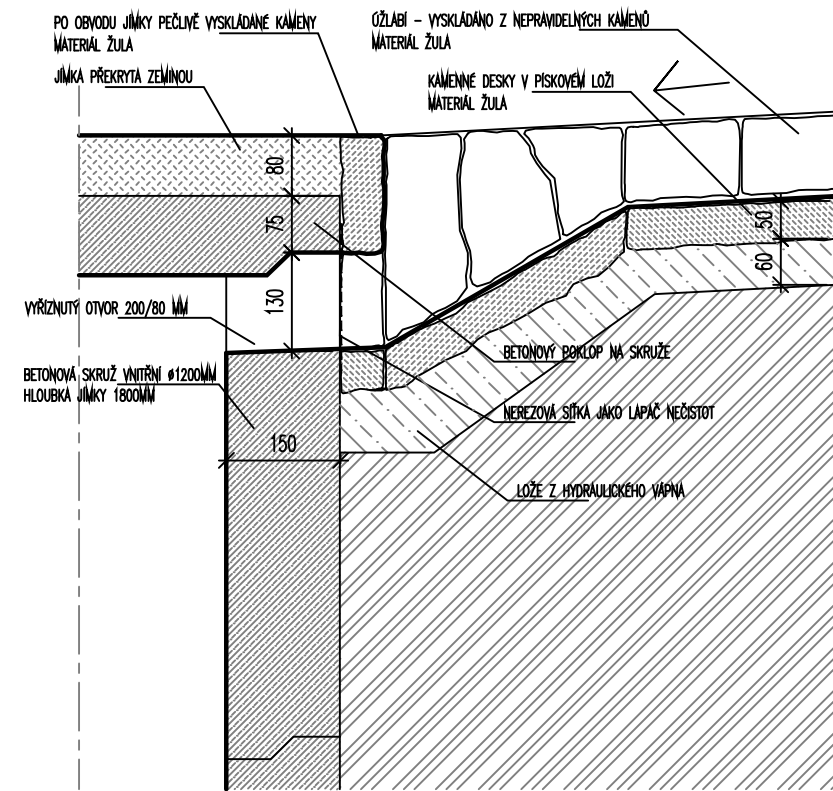 PO OBVODU JÍMKY PEČLIVĚ VYSKLÁDANÉ KAMENY
MATERIÁL ŽULA
JÍMKA PŘEKRYTA ZEMINOU
ÚŽLABÍ - VYSKLÁDÁNO Z NEPRAVIDELNÝCH KAMENŮ
MATERIÁL ŽULA
KAMENNÉ DESKY V PÍSKOVÉM LOŽI
MATERIÁL ŽULA
80
75
130
50
60
VYŘÍZNUTÝ OTVOR 200/80 MM
BETONOVÁ SKRUŽ VNITŘNÍ ø1200MM
HLOUBKA JÍMKY 1800MM
BETONOVÝ POKLOP NA SKRUŽE
NEREZOVÁ SÍTKA JAKO LAPAČ NEČISTOT
150
LOŽE Z HYDRAULICKÉHO VÁPNA